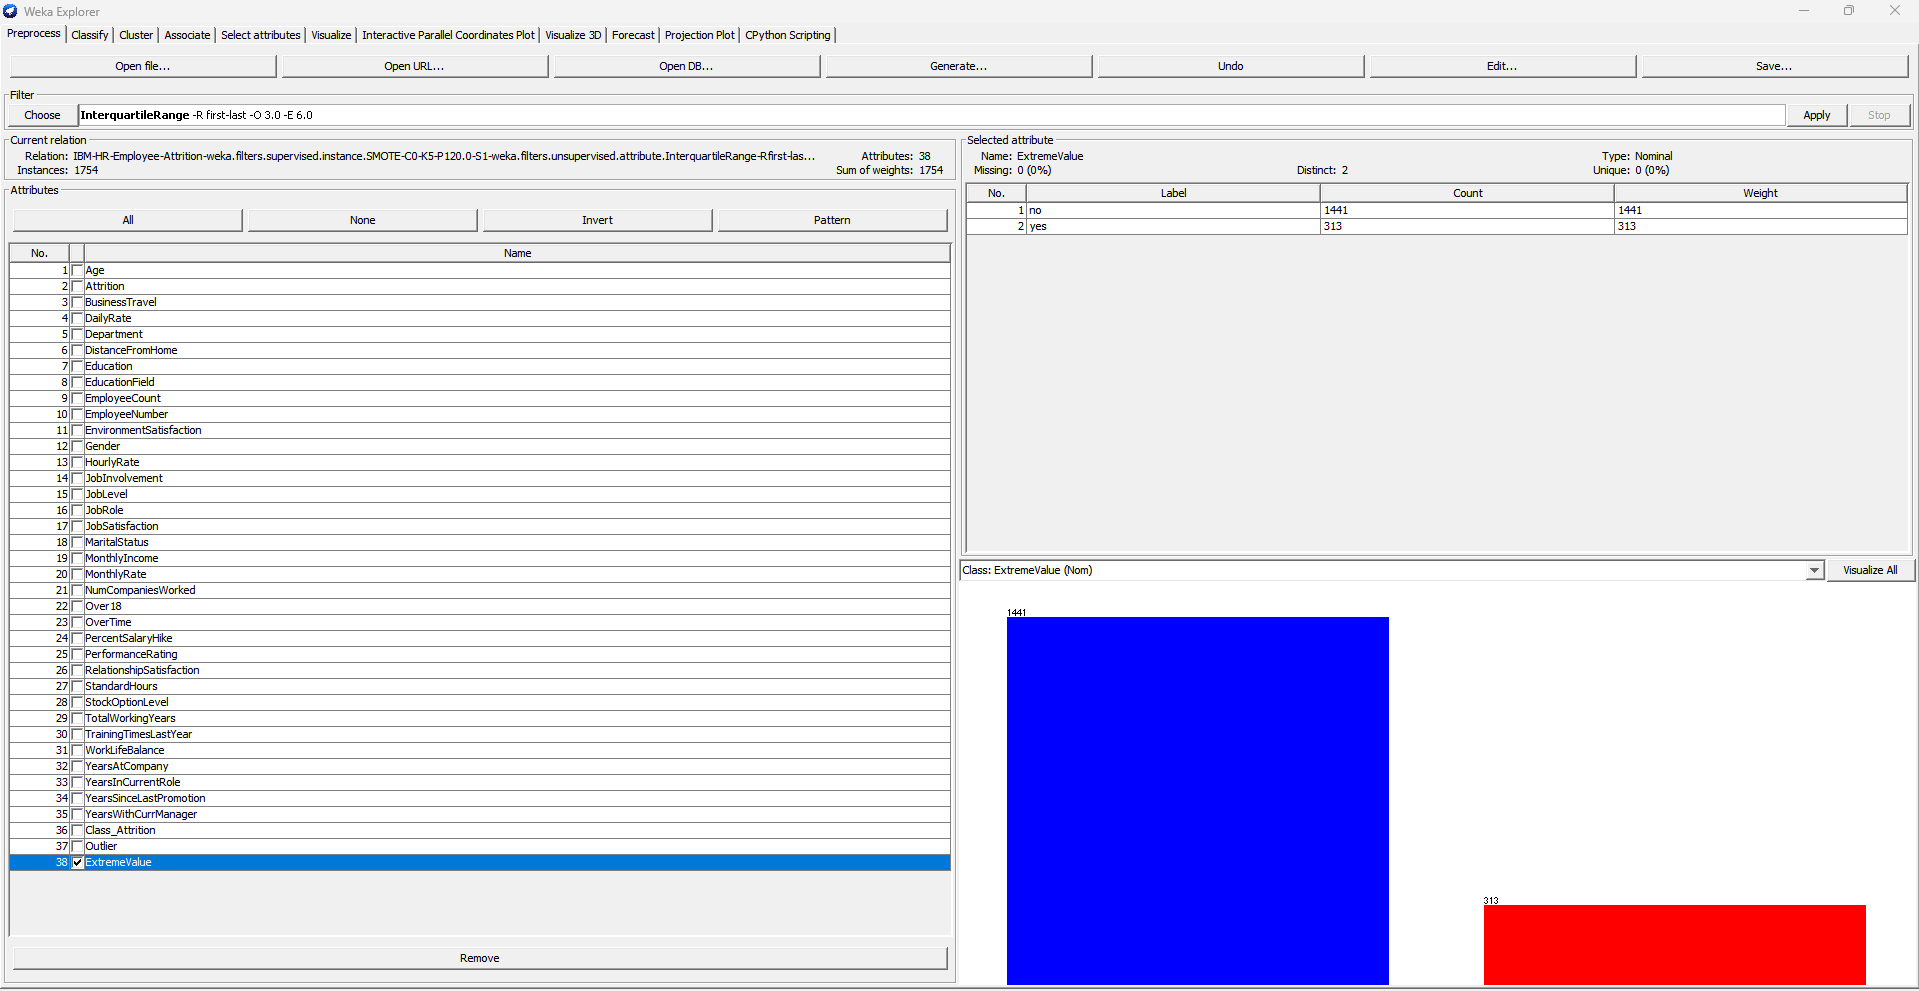 Weka Explorer
Preprocess Classify Cluster Associate Select attributes Visualize Interactive Parallel Coordinates Plot Visualize 3D Forecast Projection Plot CPython Scripting
Open file... Open URL... Open DB... Generate... Undo Edit... Save...
Filter
Choose InterquartileRange -R first-last -O 3.0 -E 6.0 Apply Stop
Current relation
Relation: IBM-HR-Employee-Attrition-weka.filters.supervised.instance.SMOTE-C0-K5-P120.0-S1-weka.filters.unsupervised.attribute.InterquartileRange-Rfirst-las... Attributes: 38
Instances: 1754 Sum of weights: 1754
Attributes
All None Invert Pattern
No. Name
1 Age
2 Attrition
3 BusinessTravel
4 DailyRate
5 Department
6 DistanceFromHome
7 Education
8 EducationField
9 EmployeeCount
10 EmployeeNumber
11 EnvironmentSatisfaction
12 Gender
13 HourlyRate
14 JobInvolvement
15 JobLevel
16 JobRole
17 JobSatisfaction
18 MaritalStatus
19 MonthlyIncome
20 MonthlyRate
21 NumCompaniesWorked
22 Over18
23 OverTime
24 PercentSalaryHike
25 PerformanceRating
26 RelationshipSatisfaction
27 StandardHours
28 StockOptionLevel
29 TotalWorkingYears
30 TrainingTimesLastYear
31 WorkLifeBalance
32 YearsAtCompany
33 YearsInCurrentRole
34 YearsSinceLastPromotion
35 YearsWithCurrManager
36 Class_Attrition
37 Outlier
38 ExtremeValue
Remove
Selected attribute
Name: ExtremeValue Type: Nominal
Missing: 0 (0%) Distinct: 2 Unique: 0 (0%)
No. Label Count Weight
1 no 1441 1441
2 yes 313 313
Class: ExtremeValue (Nom) Visualize All
1441
313